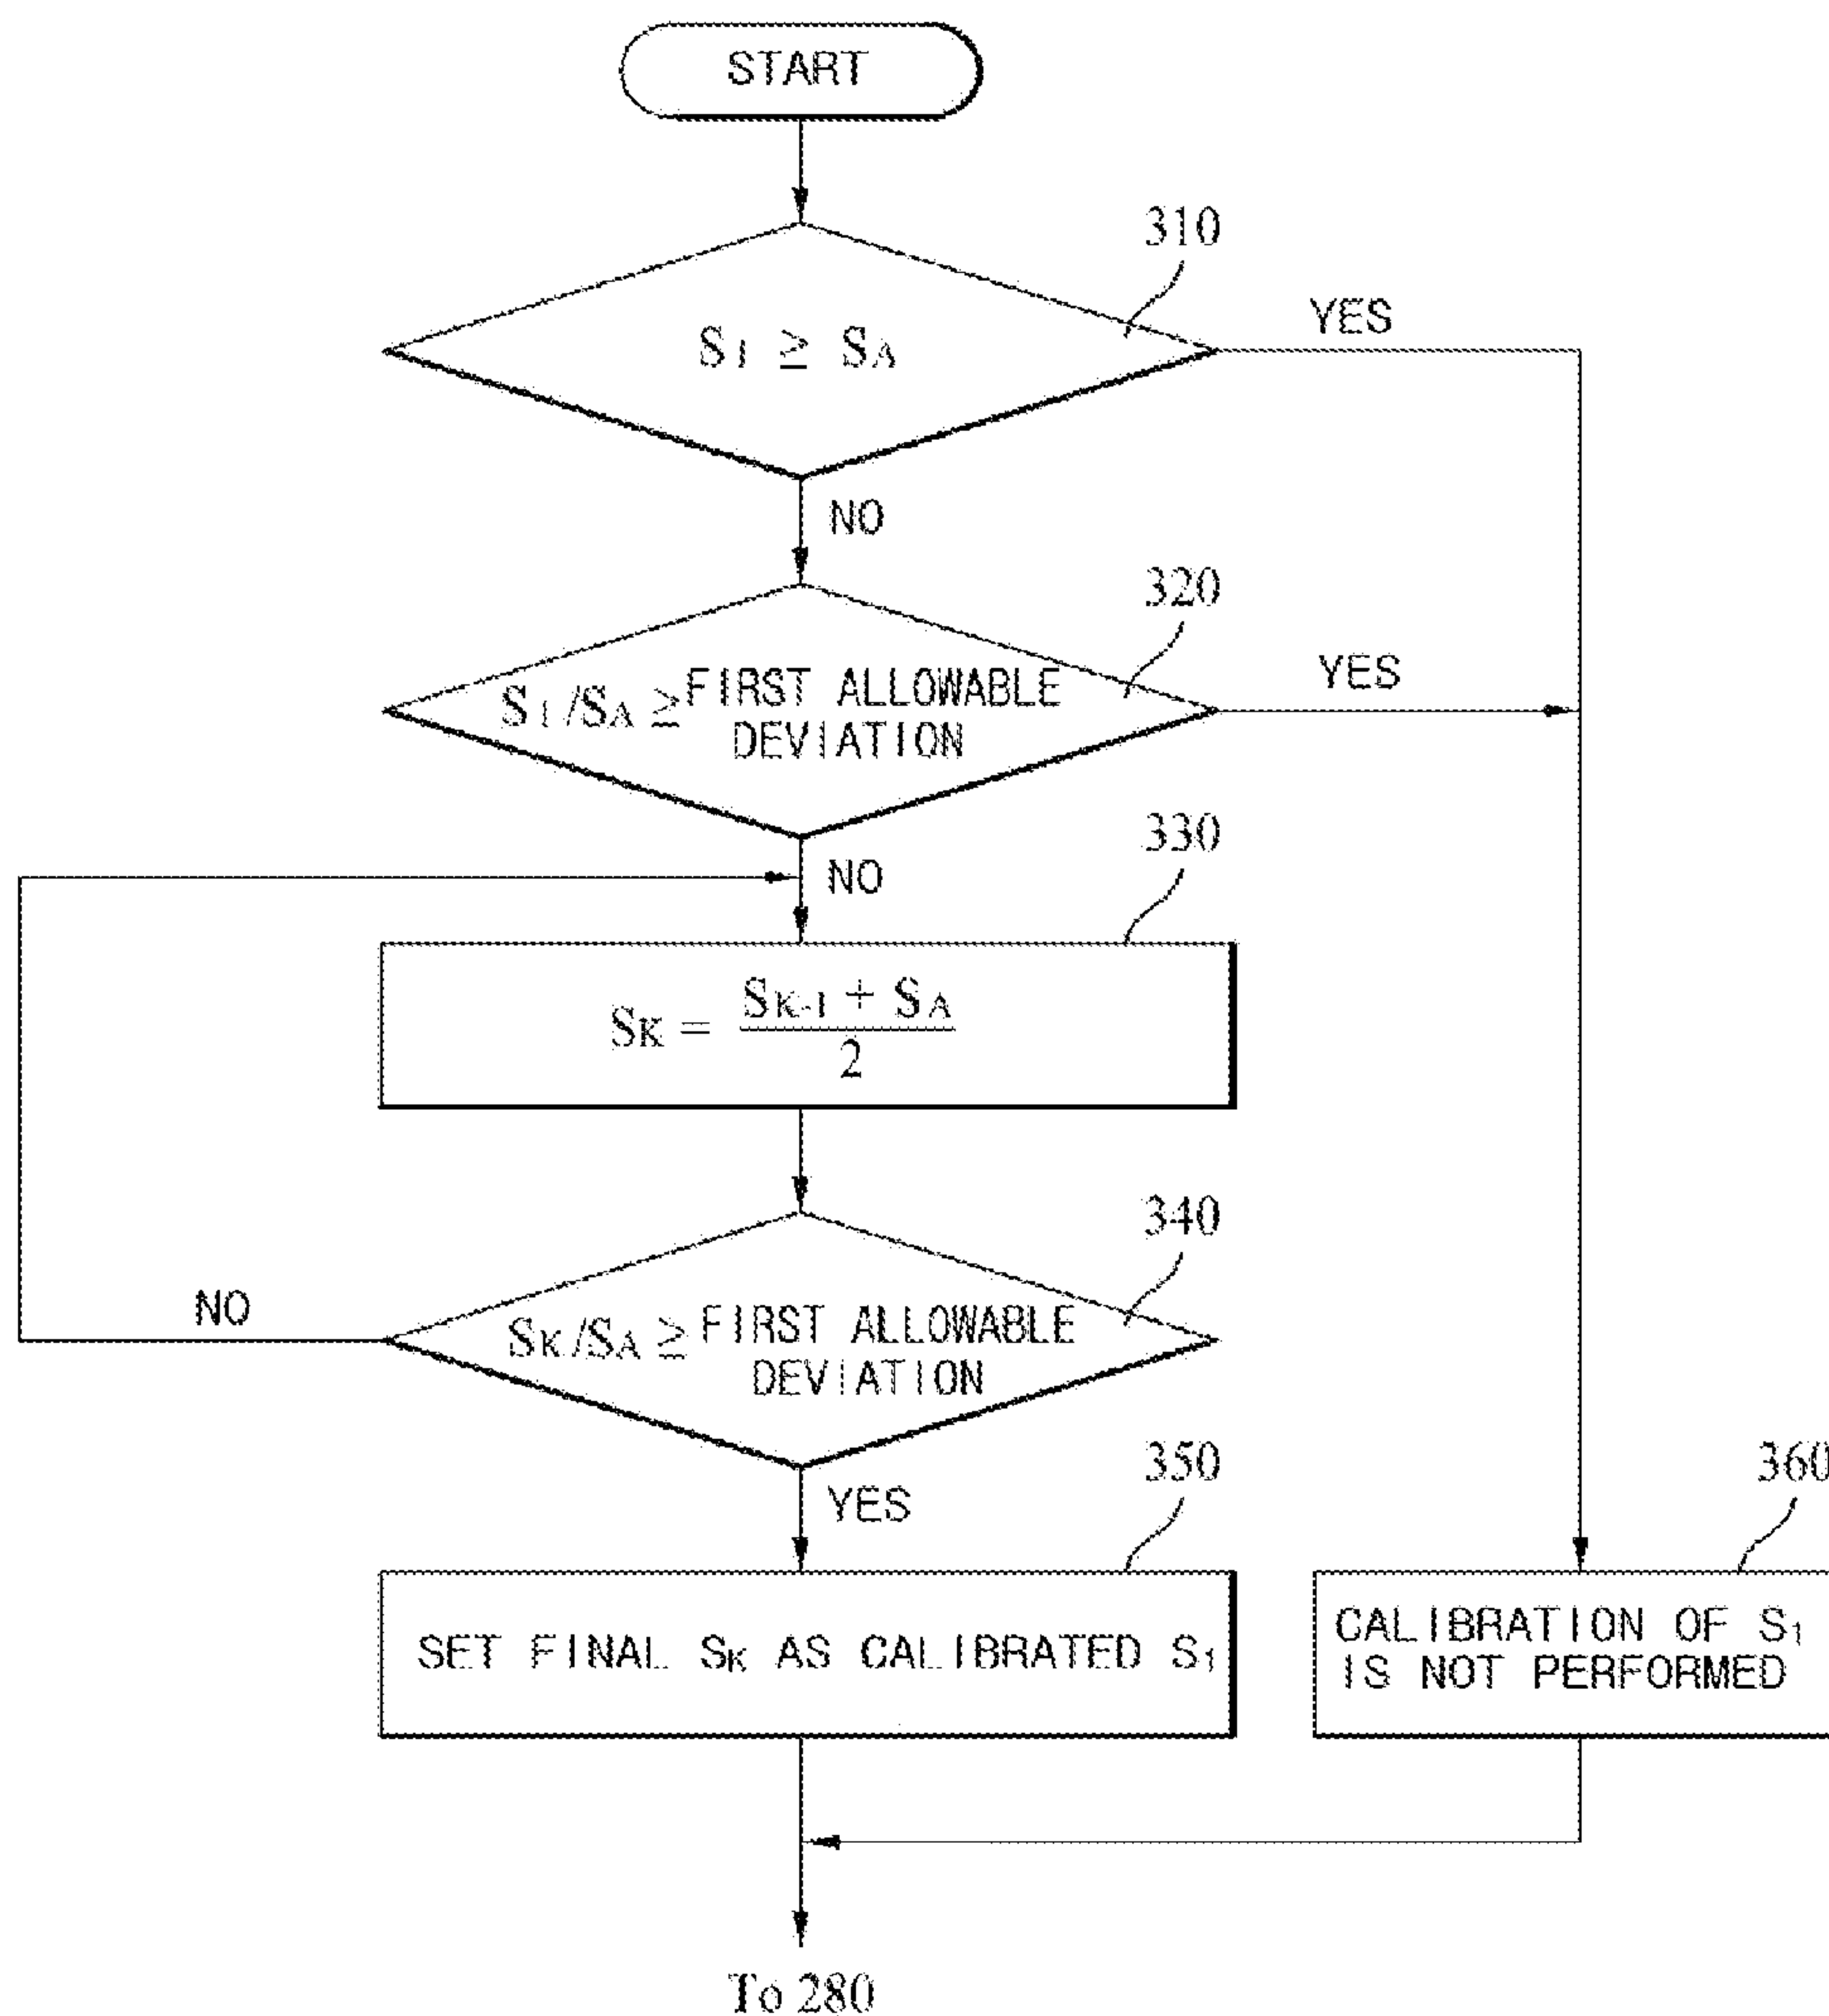 START
310
S1 ≥ SA
YES
NO
320
S1/SA ≥ FIRST ALLOWABLE
DEVIATION
YES
NO
330
SK = (SK-1 + SA)/2
340
SK/SA ≥ FIRST ALLOWABLE
DEVIATION
NO
YES
350
SET FINAL SK AS CALIBRATED S1
360
CALIBRATION OF S1
IS NOT PERFORMED
To 280